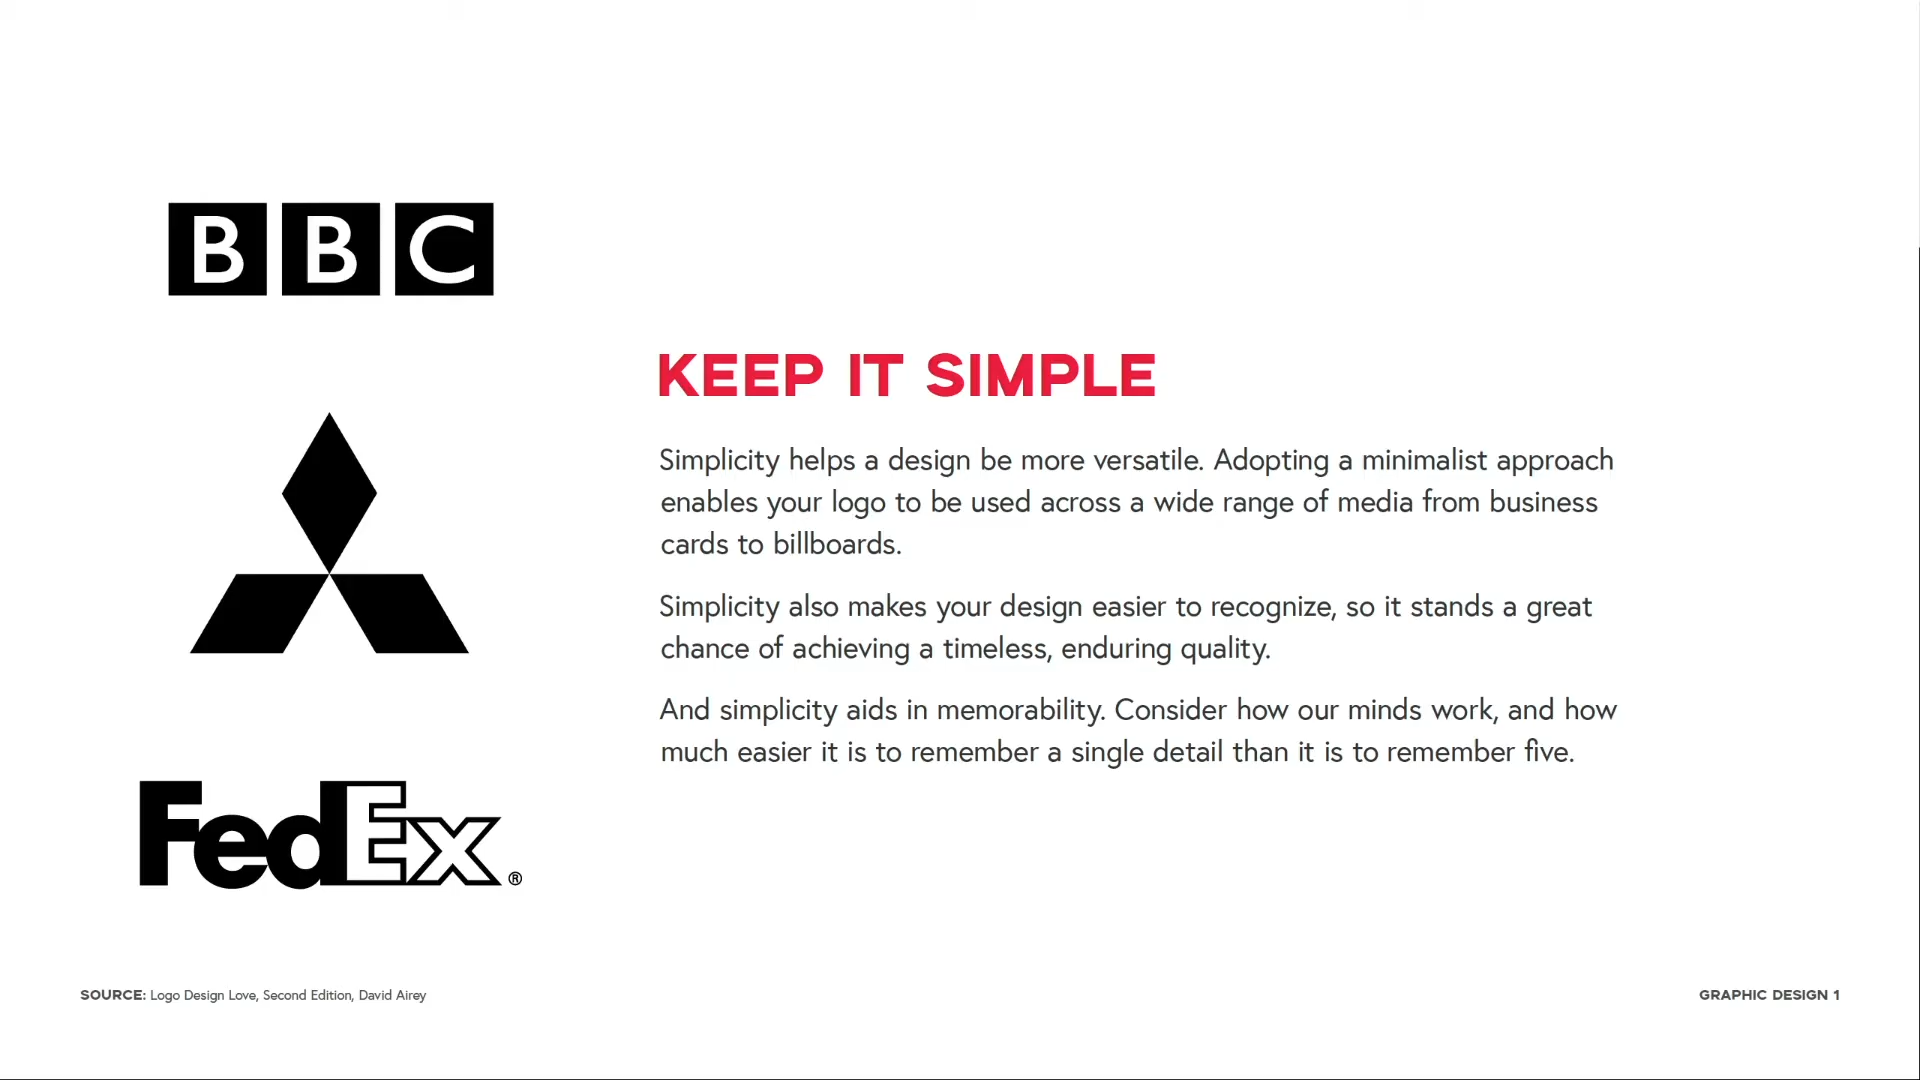 BBC
FedEx®
KEEP IT SIMPLE
Simplicity helps a design be more versatile. Adopting a minimalist approach
enables your logo to be used across a wide range of media from business
cards to billboards.
Simplicity also makes your design easier to recognize, so it stands a great
chance of achieving a timeless, enduring quality.
And simplicity aids in memorability. Consider how our minds work, and how
much easier it is to remember a single detail than it is to remember five.
SOURCE: Logo Design Love, Second Edition, David Airey
GRAPHIC DESIGN 1